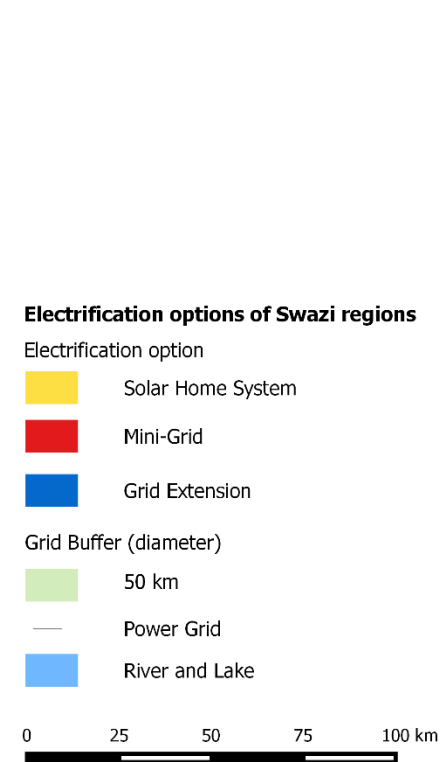 Electrification options of Swazi regions
Electrification option
Solar Home System
Mini-Grid
Grid Extension
Grid Buffer (diameter)
50 km
Power Grid
River and Lake
0 25 50 75 100 km